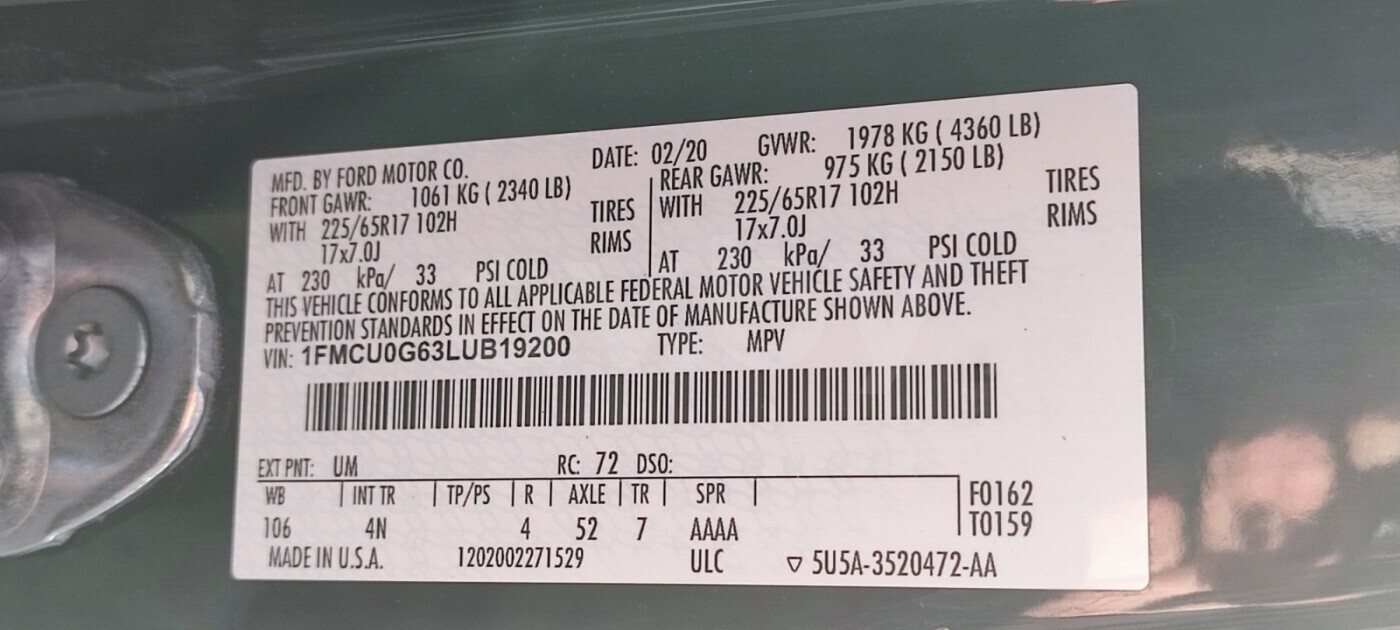 MFD. BY FORD MOTOR CO. DATE: 02/20 GVWR: 1978 KG ( 4360 LB)
FRONT GAWR: 1061 KG ( 2340 LB) REAR GAWR: 975 KG ( 2150 LB)
WITH 225/65R17 102H TIRES WITH 225/65R17 102H TIRES
17x7.0J RIMS 17x7.0J RIMS
AT 230 kPa/ 33 PSI COLD AT 230 kPa/ 33 PSI COLD
THIS VEHICLE CONFORMS TO ALL APPLICABLE FEDERAL MOTOR VEHICLE SAFETY AND THEFT
PREVENTION STANDARDS IN EFFECT ON THE DATE OF MANUFACTURE SHOWN ABOVE.
VIN: 1FMCU0G63LUB19200 TYPE: MPV
EXT PNT: UM RC: 72 DSO:
WB INT TR TP/PS R AXLE TR SPR F0162
106 4N 4 52 7 AAAA T0159
MADE IN U.S.A. 1202002271529 ULC 5U5A-3520472-AA